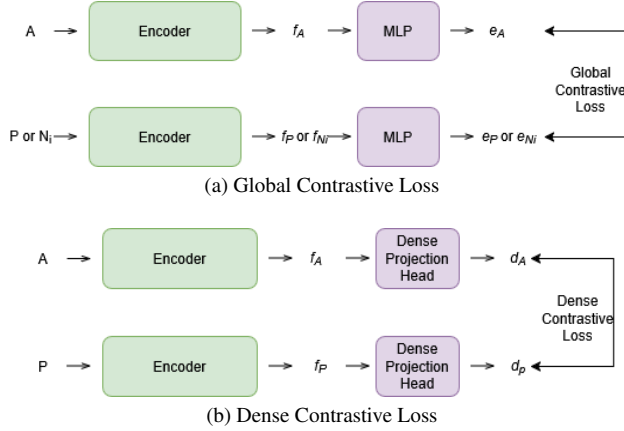 A Encoder f_A MLP e_A
Global
Contrastive
Loss
P or N_i Encoder f_P or f_Ni MLP e_P or e_Ni
(a) Global Contrastive Loss
A Encoder f_A Dense
Projection
Head d_A
Dense
Contrastive
Loss
P Encoder f_P Dense
Projection
Head d_p
(b) Dense Contrastive Loss